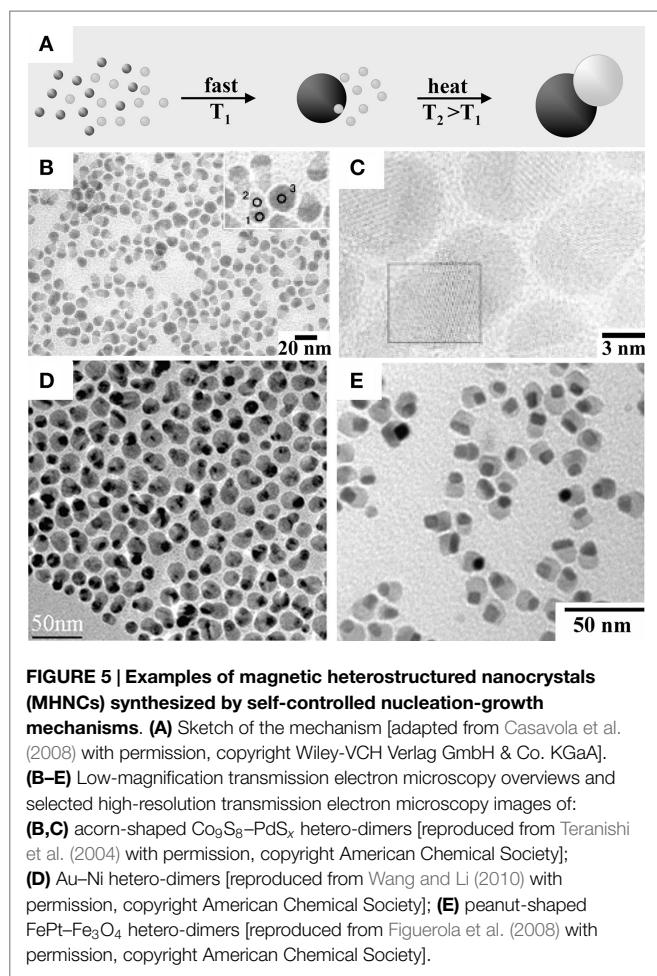 A
fast
T1
heat
T2>T1
B
2
3
1
20 nm
C
3 nm
D
50nm
E
50 nm
FIGURE 5 | Examples of magnetic heterostructured nanocrystals
(MHNCs) synthesized by self-controlled nucleation-growth
mechanisms. (A) Sketch of the mechanism [adapted from Casavola et al.
(2008) with permission, copyright Wiley-VCH Verlag GmbH & Co. KGaA].
(B–E) Low-magnification transmission electron microscopy overviews and
selected high-resolution transmission electron microscopy images of:
(B,C) acorn-shaped Co9S8–PdSx hetero-dimers [reproduced from Teranishi
et al. (2004) with permission, copyright American Chemical Society];
(D) Au–Ni hetero-dimers [reproduced from Wang and Li (2010) with
permission, copyright American Chemical Society]; (E) peanut-shaped
FePt–Fe3O4 hetero-dimers [reproduced from Figuerola et al. (2008) with
permission, copyright American Chemical Society].